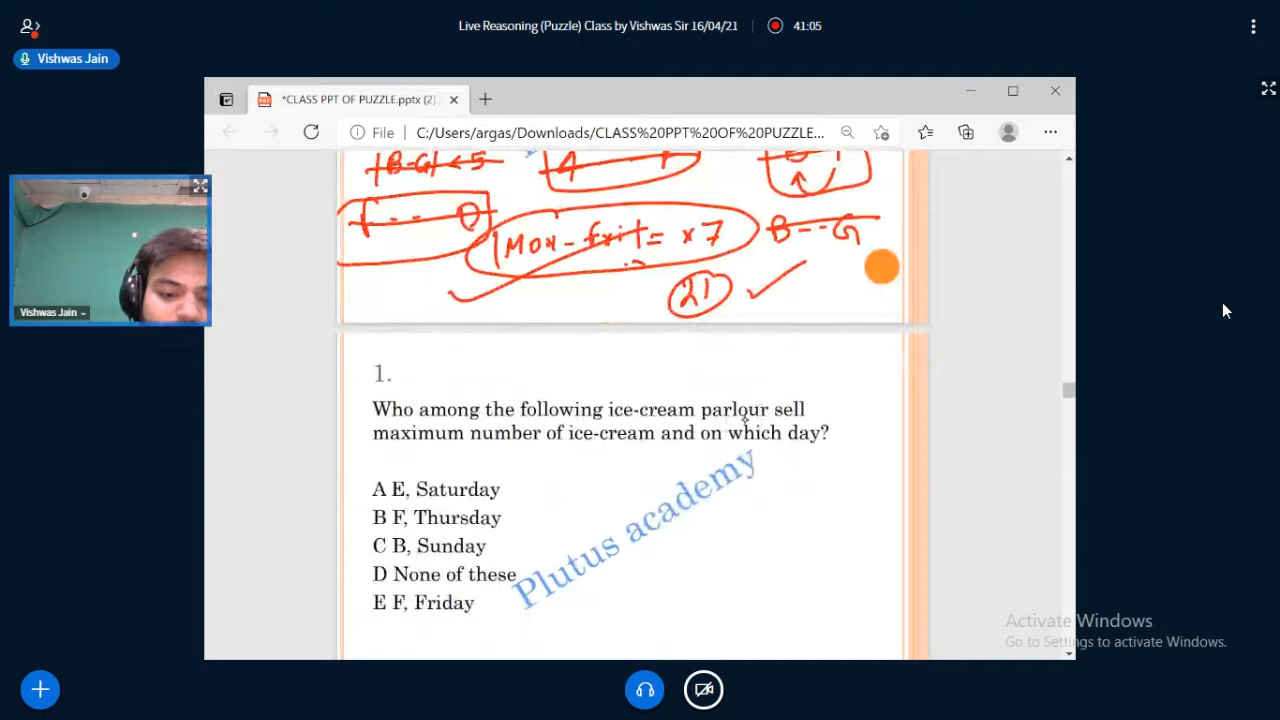 Live Reasoning (Puzzle) Class by Vishwas Sir 16/04/21
41:05
Vishwas Jain
*CLASS PPT OF PUZZLE.pptx (2)
File
C:/Users/argas/Downloads/CLASS%20PPT%20OF%20PUZZLE...
|B-G| < 5
|Mon - Fri| = x7
B - - G
21
Vishwas Jain
1.
Who among the following ice-cream parlour sell
maximum number of ice-cream and on which day?
A E, Saturday
B F, Thursday
C B, Sunday
D None of these
E F, Friday
Plutus academy
Activate Windows
Go to Settings to activate Windows.